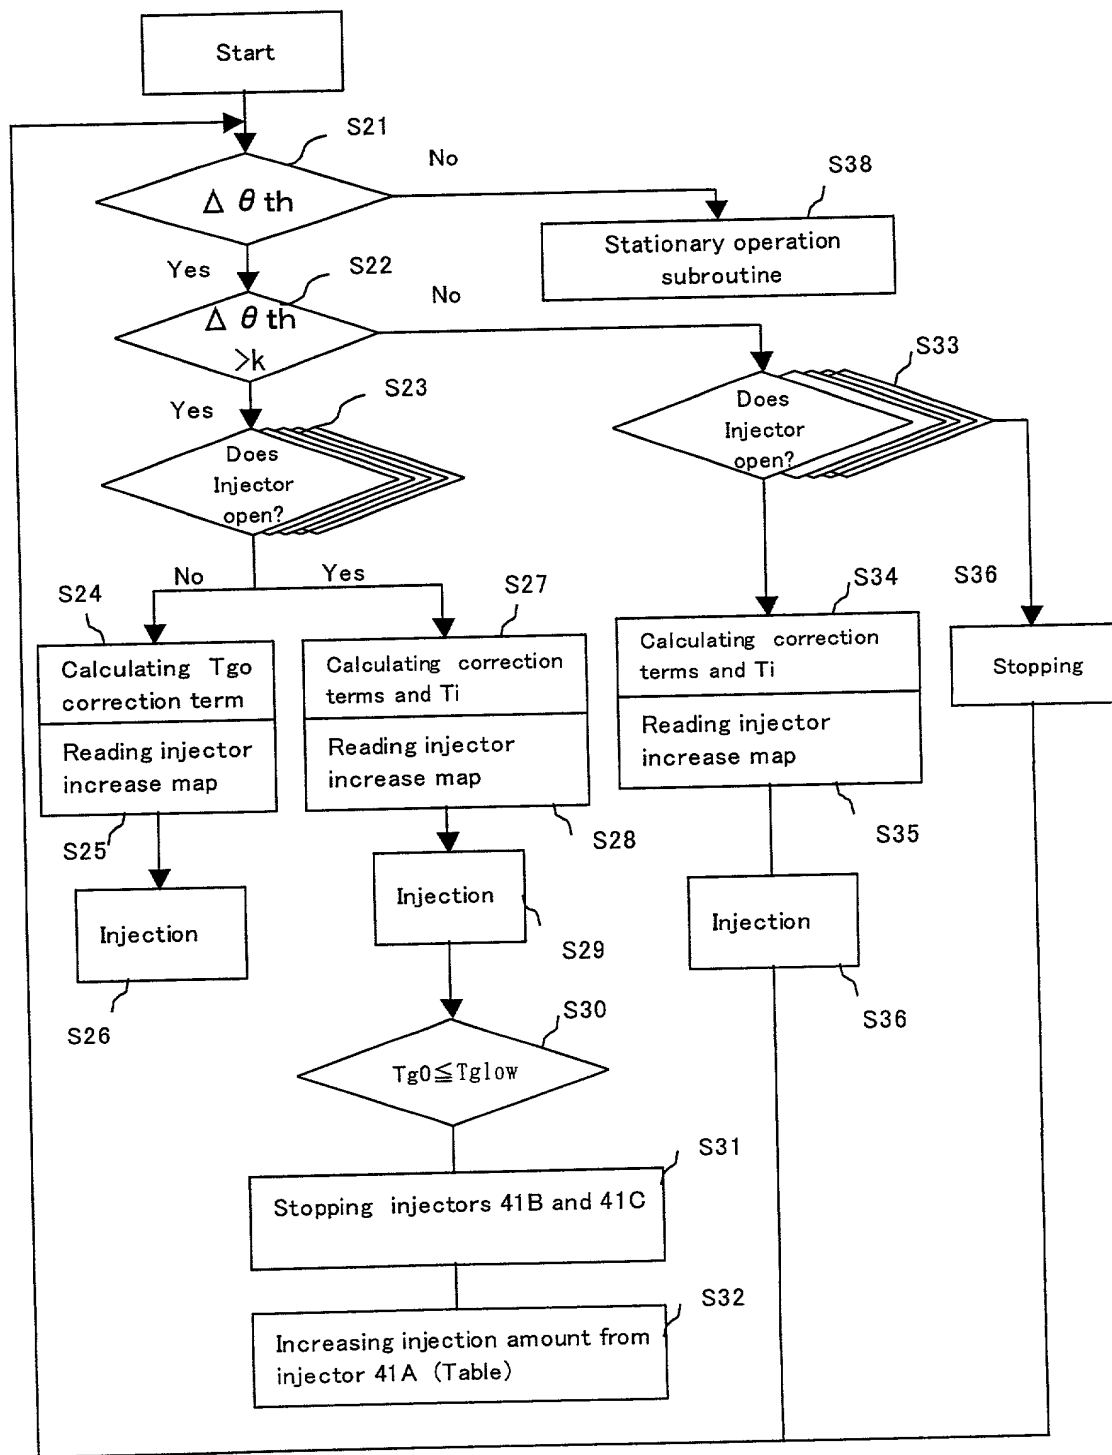 Start
S21
No
Δ θ th
S38
Stationary operation
subroutine
Yes
S22
No
Δ θ th
>k
S33
Yes
S23
Does
Injector
open?
Does
Injector
open?
No
Yes
S24
S27
S34
S36
Calculating Tgo
correction term
Calculating correction
terms and Ti
Calculating correction
terms and Ti
Stopping
Reading injector
increase map
Reading injector
increase map
Reading injector
increase map
S25
S28
S35
Injection
Injection
Injection
S26
S29
S36
S30
Tg0≦Tglow
S31
Stopping injectors 41B and 41C
S32
Increasing injection amount from
injector 41A (Table)